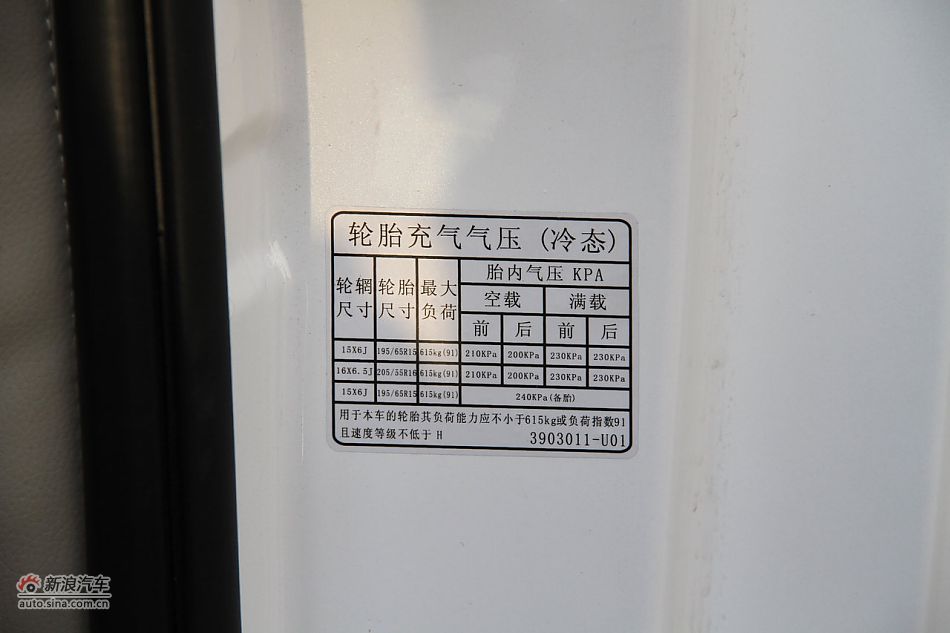 轮胎充气气压 (冷态)
轮辋尺寸 轮胎尺寸 最大负荷 胎内气压 KPA
空载 满载
前 后 前 后
15X6J 195/65R15 615kg(91) 210KPa 200KPa 230KPa 230KPa
16X6.5J 205/55R16 615kg(91) 210KPa 200KPa 230KPa 230KPa
15X6J 195/65R15 615kg(91) 240KPa(备胎)
用于本车的轮胎其负荷能力应不小于615kg或负荷指数91
且速度等级不低于 H 3903011-U01
新浪汽车
auto.sina.com.cn